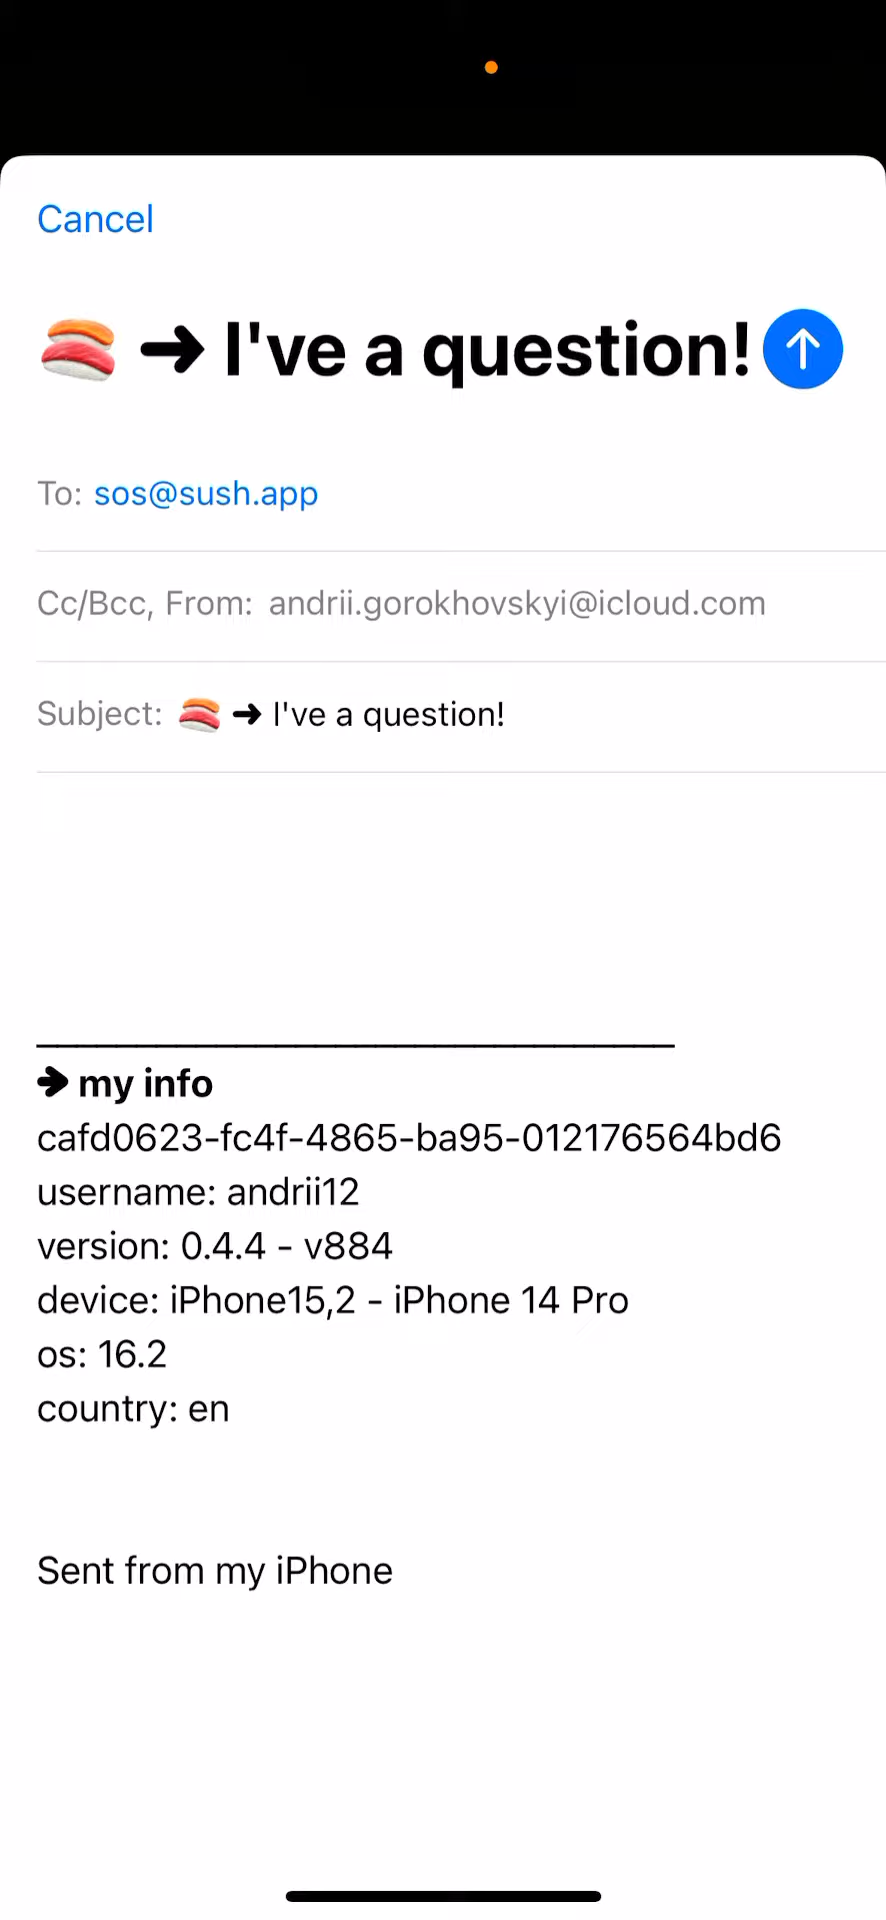 Cancel
🍣 ➜ I've a question!
To: sos@sush.app
Cc/Bcc, From: andrii.gorokhovskyi@icloud.com
Subject: 🍣 ➜ I've a question!
________________________________
➔ my info
cafd0623-fc4f-4865-ba95-012176564bd6
username: andrii12
version: 0.4.4 - v884
device: iPhone15,2 - iPhone 14 Pro
os: 16.2
country: en
Sent from my iPhone